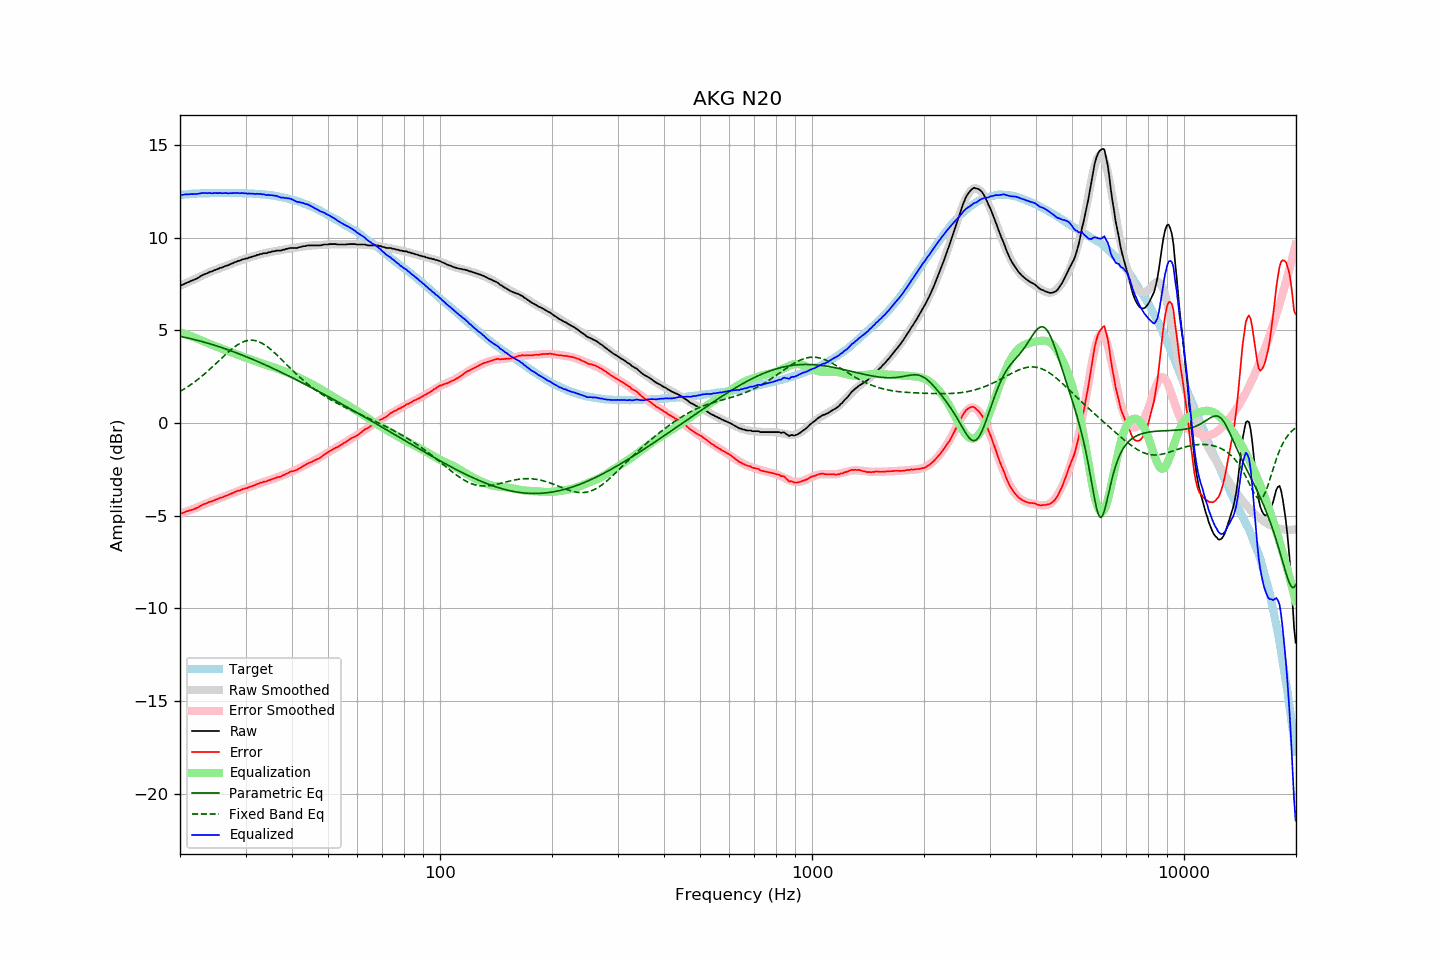 AKG N20
15
10
5
0
−5
−10
−15
−20
Amplitude (dBr)
Target
Raw Smoothed
Error Smoothed
Raw
Error
Equalization
Parametric Eq
Fixed Band Eq
Equalized
100
1000
10000
Frequency (Hz)